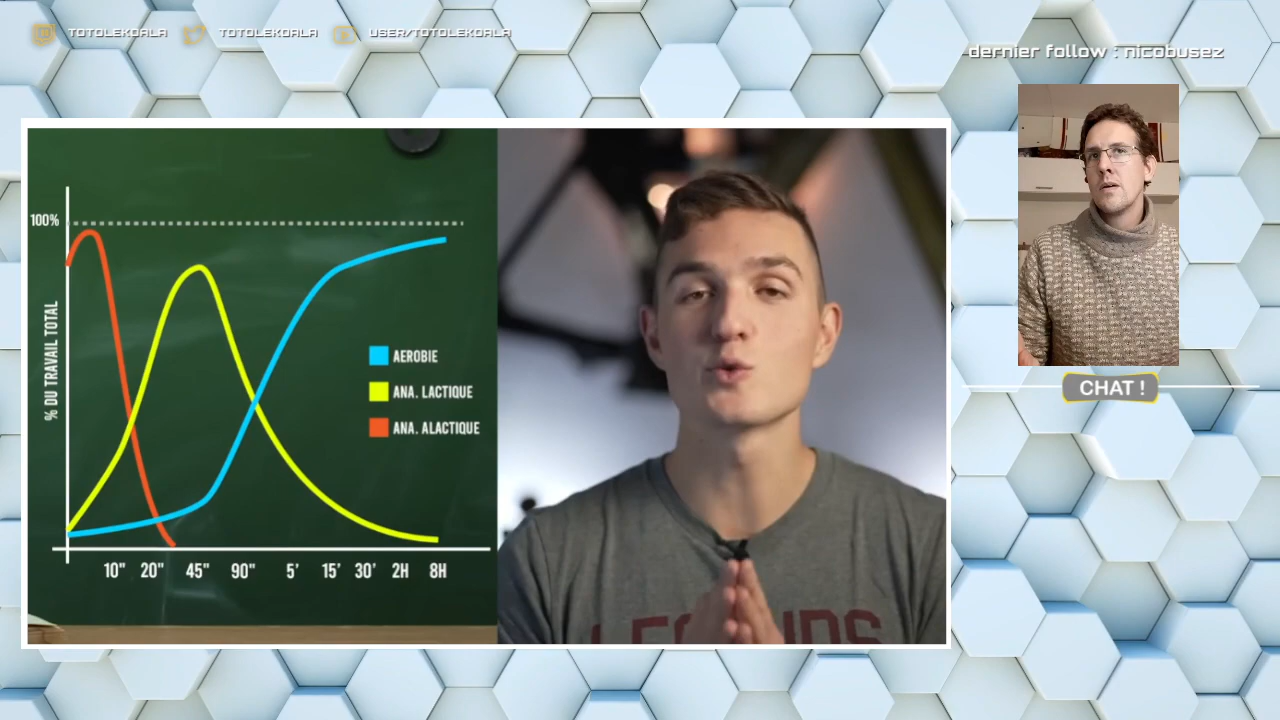 TOTOLEKOALA TOTOLEKOALA USER/TOTOLEKOALA
dernier follow : nicobusez
100%
% DU TRAVAIL TOTAL
AEROBIE
ANA. LACTIQUE
ANA. ALACTIQUE
10" 20" 45" 90" 5' 15' 30' 2H 8H
CHAT !